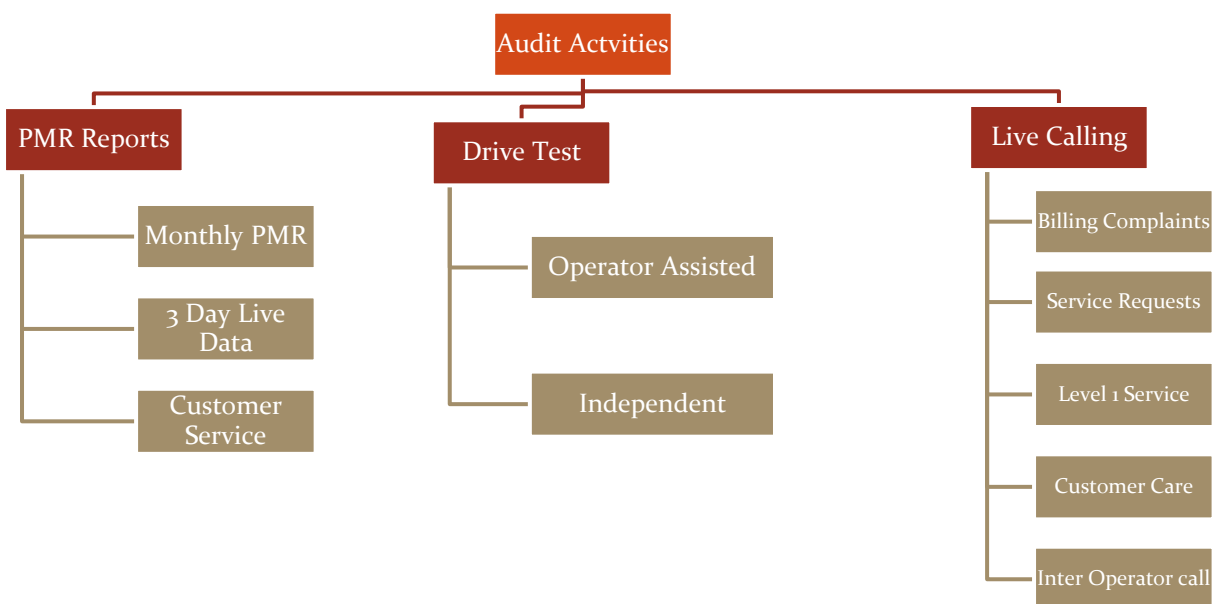 Audit Actvities
PMR Reports
Monthly PMR
3 Day Live
Data
Customer
Service
Drive Test
Operator Assisted
Independent
Live Calling
Billing Complaints
Service Requests
Level 1 Service
Customer Care
Inter Operator call